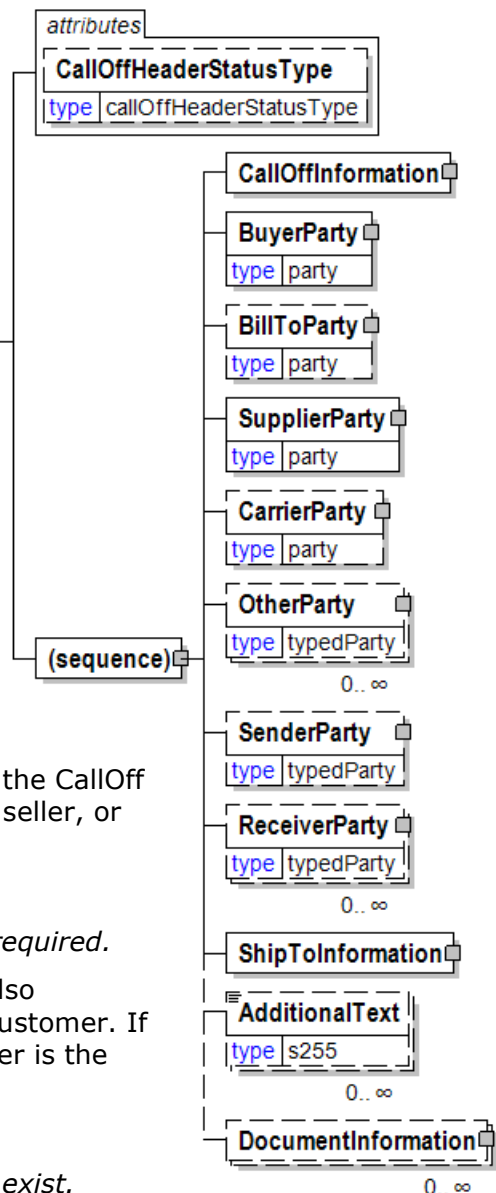 attributes
CallOffHeaderStatusType
type callOffHeaderStatusType
CallOffInformation
BuyerParty
type party
BillToParty
type party
SupplierParty
type party
CarrierParty
type party
OtherParty
type typedParty
0.. ∞
(sequence)
SenderParty
type typedParty
the CallOff
seller, or
ReceiverParty
type typedParty
0.. ∞
required.
ShipToInformation
lso
ustomer. If
er is the
AdditionalText
type s255
0.. ∞
DocumentInformation
exist.
0.. ∞